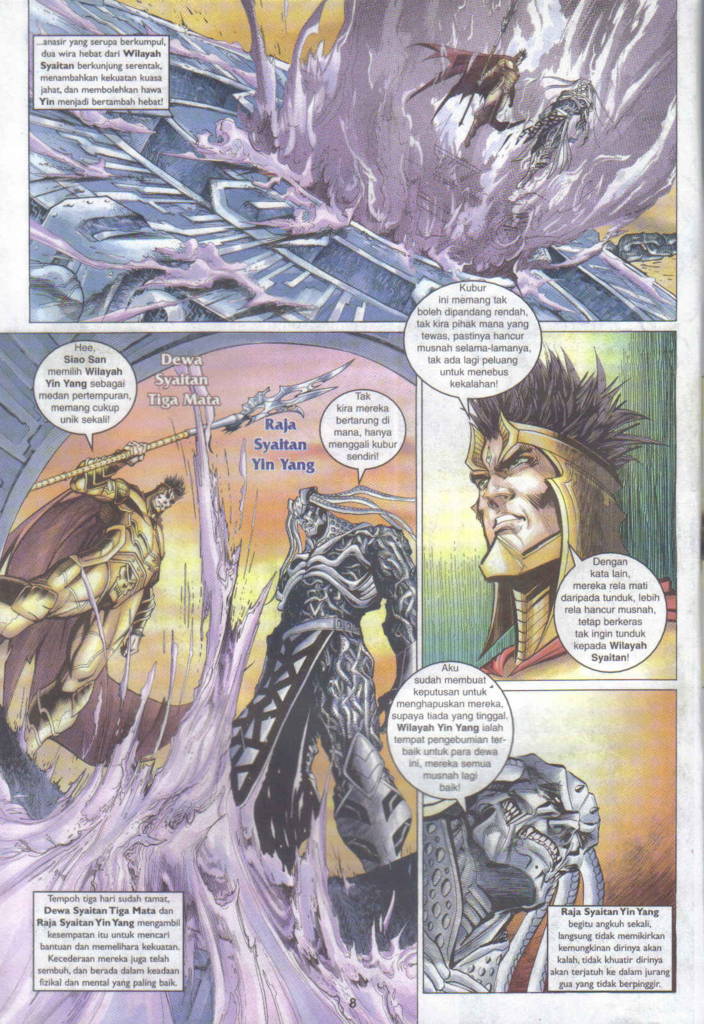 ...anasir yang serupa berkumpul,
dua wira hebat dari Wilayah
Syaitan berkunjung serentak,
menambahkan kekuatan kuasa
jahat, dan membolehkan hawa
Yin menjadi bertambah hebat!
Hee,
Siao San
memilih Wilayah
Yin Yang sebagai
medan pertempuran,
memang cukup
unik sekali!
Dewa
Syaitan
Tiga Mata
Raja
Syaitan
Yin Yang
Tak
kira mereka
bertarung di
mana, hanya
menggali kubur
sendiri!
Kubur
ini memang tak
boleh dipandang rendah,
tak kira pihak mana yang
tewas, pastinya hancur
musnah selama-lamanya,
tak ada lagi peluang
untuk menebus
kekalahan!
Dengan
kata lain,
mereka rela mati
daripada tunduk, lebih
rela hancur musnah,
tetap berkeras
tak ingin tunduk
kepada Wilayah
Syaitan!
Aku
sudah membuat
keputusan untuk
menghapuskan mereka,
supaya tiada yang tinggal.
Wilayah Yin Yang ialah
tempat pengebumian ter-
baik untuk para dewa
ini, mereka semua
musnah lagi
baik!
Tempoh tiga hari sudah tamat,
Dewa Syaitan Tiga Mata dan
Raja Syaitan Yin Yang mengambil
kesempatan itu untuk mencari
bantuan dan memelihara kekuatan.
Kecederaan mereka juga telah
sembuh, dan berada dalam keadaan
fizikal dan mental yang paling baik.
Raja Syaitan Yin Yang
begitu angkuh sekali,
langsung tidak memikirkan
kemungkinan dirinya akan
kalah, tidak khuatir dirinya
akan terjatuh ke dalam jurang
gua yang tidak berpinggir.
8